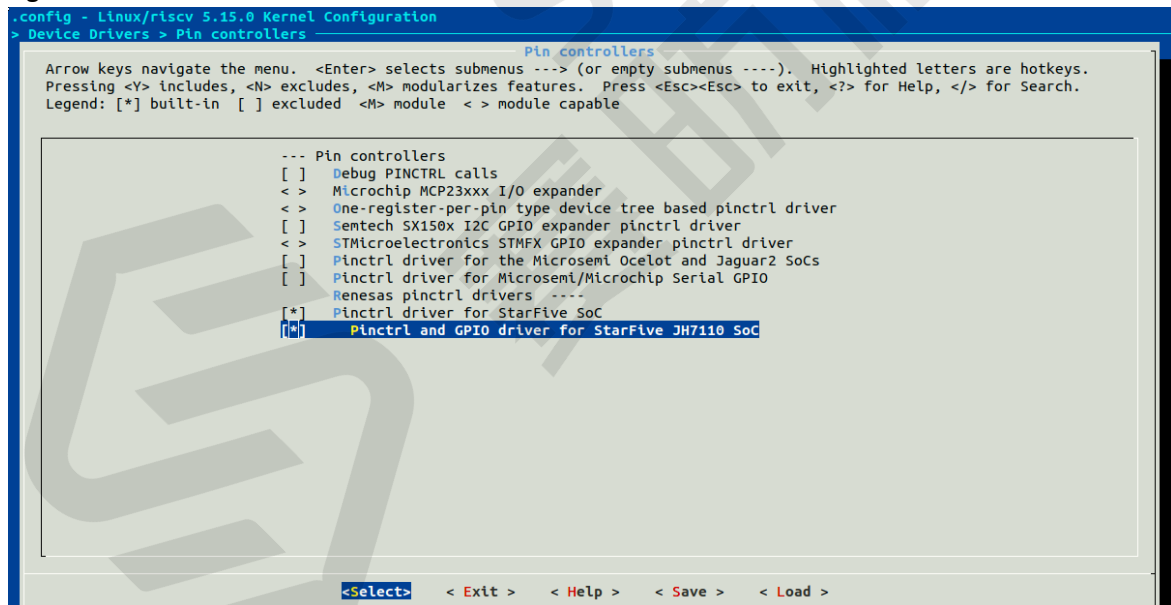 .config - Linux/riscv 5.15.0 Kernel Configuration
> Device Drivers > Pin controllers
Pin controllers
Arrow keys navigate the menu. <Enter> selects submenus ---> (or empty submenus ----). Highlighted letters are hotkeys.
Pressing <Y> includes, <N> excludes, <M> modularizes features. Press <Esc><Esc> to exit, <?> for Help, </> for Search.
Legend: [*] built-in [ ] excluded <M> module < > module capable
--- Pin controllers
[ ] Debug PINCTRL calls
< > Microchip MCP23xxx I/O expander
< > One-register-per-pin type device tree based pinctrl driver
[ ] Semtech SX150x I2C GPIO expander pinctrl driver
< > STMicroelectronics STMFX GPIO expander pinctrl driver
[ ] Pinctrl driver for the Microsemi Ocelot and Jaguar2 SoCs
[ ] Pinctrl driver for Microsemi/Microchip Serial GPIO
Renesas pinctrl drivers ----
[*] Pinctrl driver for StarFive SoC
[*] Pinctrl and GPIO driver for StarFive JH7110 SoC
<Select> < Exit > < Help > < Save > < Load >